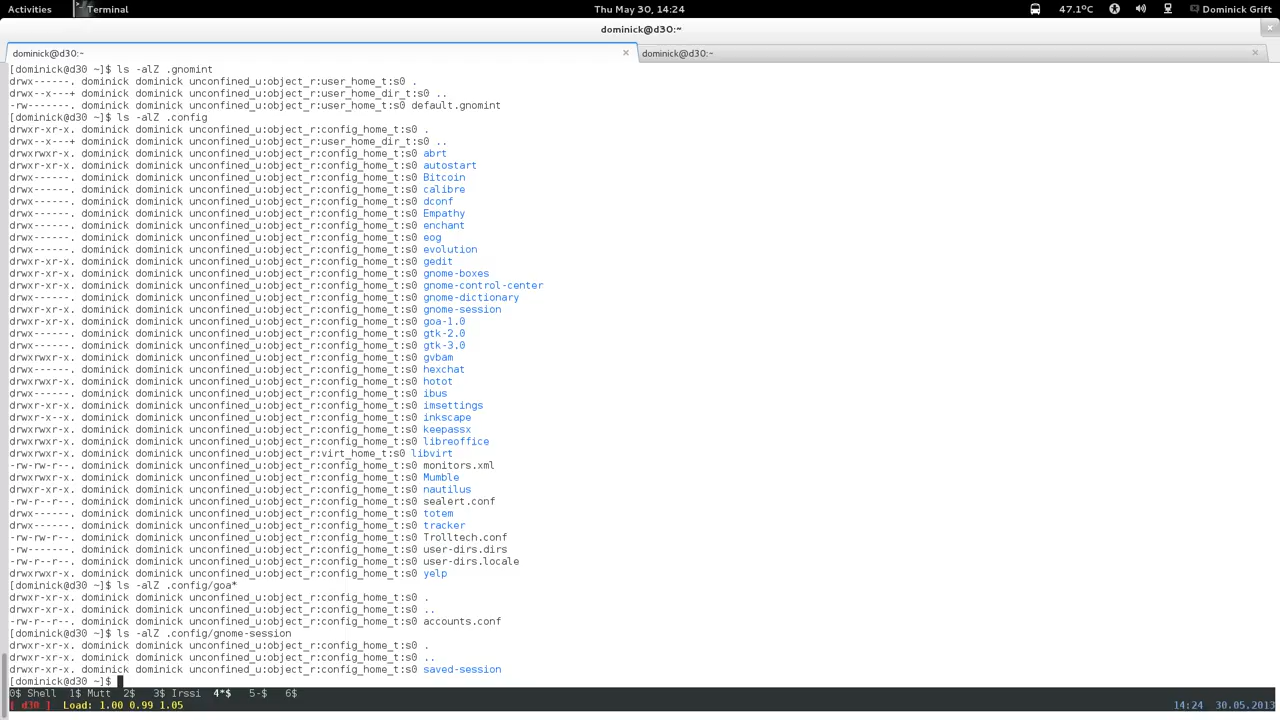 Activities Terminal Thu May 30, 14:24 47.1ºC Dominick Grift
dominick@d30:~
dominick@d30:~ dominick@d30:~
[dominick@d30 ~]$ ls -alZ .gnomint
drwx------. dominick dominick unconfined_u:object_r:user_home_t:s0 .
drwx--x---+ dominick dominick unconfined_u:object_r:user_home_dir_t:s0 ..
-rw-------. dominick dominick unconfined_u:object_r:user_home_t:s0 default.gnomint
[dominick@d30 ~]$ ls -alZ .config
drwxr-xr-x. dominick dominick unconfined_u:object_r:config_home_t:s0 .
drwx--x---+ dominick dominick unconfined_u:object_r:user_home_dir_t:s0 ..
drwxrwxr-x. dominick dominick unconfined_u:object_r:config_home_t:s0 abrt
drwxr-xr-x. dominick dominick unconfined_u:object_r:config_home_t:s0 autostart
drwx------. dominick dominick unconfined_u:object_r:config_home_t:s0 Bitcoin
drwx------. dominick dominick unconfined_u:object_r:config_home_t:s0 calibre
drwx------. dominick dominick unconfined_u:object_r:config_home_t:s0 dconf
drwx------. dominick dominick unconfined_u:object_r:config_home_t:s0 Empathy
drwx------. dominick dominick unconfined_u:object_r:config_home_t:s0 enchant
drwx------. dominick dominick unconfined_u:object_r:config_home_t:s0 eog
drwx------. dominick dominick unconfined_u:object_r:config_home_t:s0 evolution
drwxr-xr-x. dominick dominick unconfined_u:object_r:config_home_t:s0 gedit
drwx------. dominick dominick unconfined_u:object_r:config_home_t:s0 gnome-boxes
drwxr-xr-x. dominick dominick unconfined_u:object_r:config_home_t:s0 gnome-control-center
drwx------. dominick dominick unconfined_u:object_r:config_home_t:s0 gnome-dictionary
drwx------. dominick dominick unconfined_u:object_r:config_home_t:s0 gnome-session
drwxr-xr-x. dominick dominick unconfined_u:object_r:config_home_t:s0 goa-1.0
drwx------. dominick dominick unconfined_u:object_r:config_home_t:s0 gtk-2.0
drwx------. dominick dominick unconfined_u:object_r:config_home_t:s0 gtk-3.0
drwxrwxr-x. dominick dominick unconfined_u:object_r:config_home_t:s0 gvbam
drwx------. dominick dominick unconfined_u:object_r:config_home_t:s0 hexchat
drwxrwxr-x. dominick dominick unconfined_u:object_r:config_home_t:s0 hotot
drwx------. dominick dominick unconfined_u:object_r:config_home_t:s0 ibus
drwxr-xr-x. dominick dominick unconfined_u:object_r:config_home_t:s0 imsettings
drwxr-x--x. dominick dominick unconfined_u:object_r:config_home_t:s0 inkscape
drwxrwxr-x. dominick dominick unconfined_u:object_r:config_home_t:s0 keepassx
drwxrwxr-x. dominick dominick unconfined_u:object_r:config_home_t:s0 libreoffice
drwxrwxr-x. dominick dominick unconfined_u:object_r:virt_home_t:s0 libvirt
-rw-rw-r--. dominick dominick unconfined_u:object_r:config_home_t:s0 monitors.xml
drwxrwxr-x. dominick dominick unconfined_u:object_r:config_home_t:s0 Mumble
drwxr-xr-x. dominick dominick unconfined_u:object_r:config_home_t:s0 nautilus
-rw-r--r--. dominick dominick unconfined_u:object_r:config_home_t:s0 sealert.conf
drwx------. dominick dominick unconfined_u:object_r:config_home_t:s0 totem
drwx------. dominick dominick unconfined_u:object_r:config_home_t:s0 tracker
-rw-rw-r--. dominick dominick unconfined_u:object_r:config_home_t:s0 Trolltech.conf
-rw-------. dominick dominick unconfined_u:object_r:config_home_t:s0 user-dirs.dirs
-rw-r--r--. dominick dominick unconfined_u:object_r:config_home_t:s0 user-dirs.locale
drwxrwxr-x. dominick dominick unconfined_u:object_r:config_home_t:s0 yelp
[dominick@d30 ~]$ ls -alZ .config/goa*
drwxr-xr-x. dominick dominick unconfined_u:object_r:config_home_t:s0 .
drwxr-xr-x. dominick dominick unconfined_u:object_r:config_home_t:s0 ..
-rw-r--r--. dominick dominick unconfined_u:object_r:config_home_t:s0 accounts.conf
[dominick@d30 ~]$ ls -alZ .config/gnome-session
drwxr-xr-x. dominick dominick unconfined_u:object_r:config_home_t:s0 .
drwxr-xr-x. dominick dominick unconfined_u:object_r:config_home_t:s0 ..
drwxr-xr-x. dominick dominick unconfined_u:object_r:config_home_t:s0 saved-session
[dominick@d30 ~]$
0$ Shell 1$ Mutt 2$ 3$ Irssi 4*$ 5-$ 6$
[ d30 ] Load: 1.00 0.99 1.05 14:24 30.05.2013